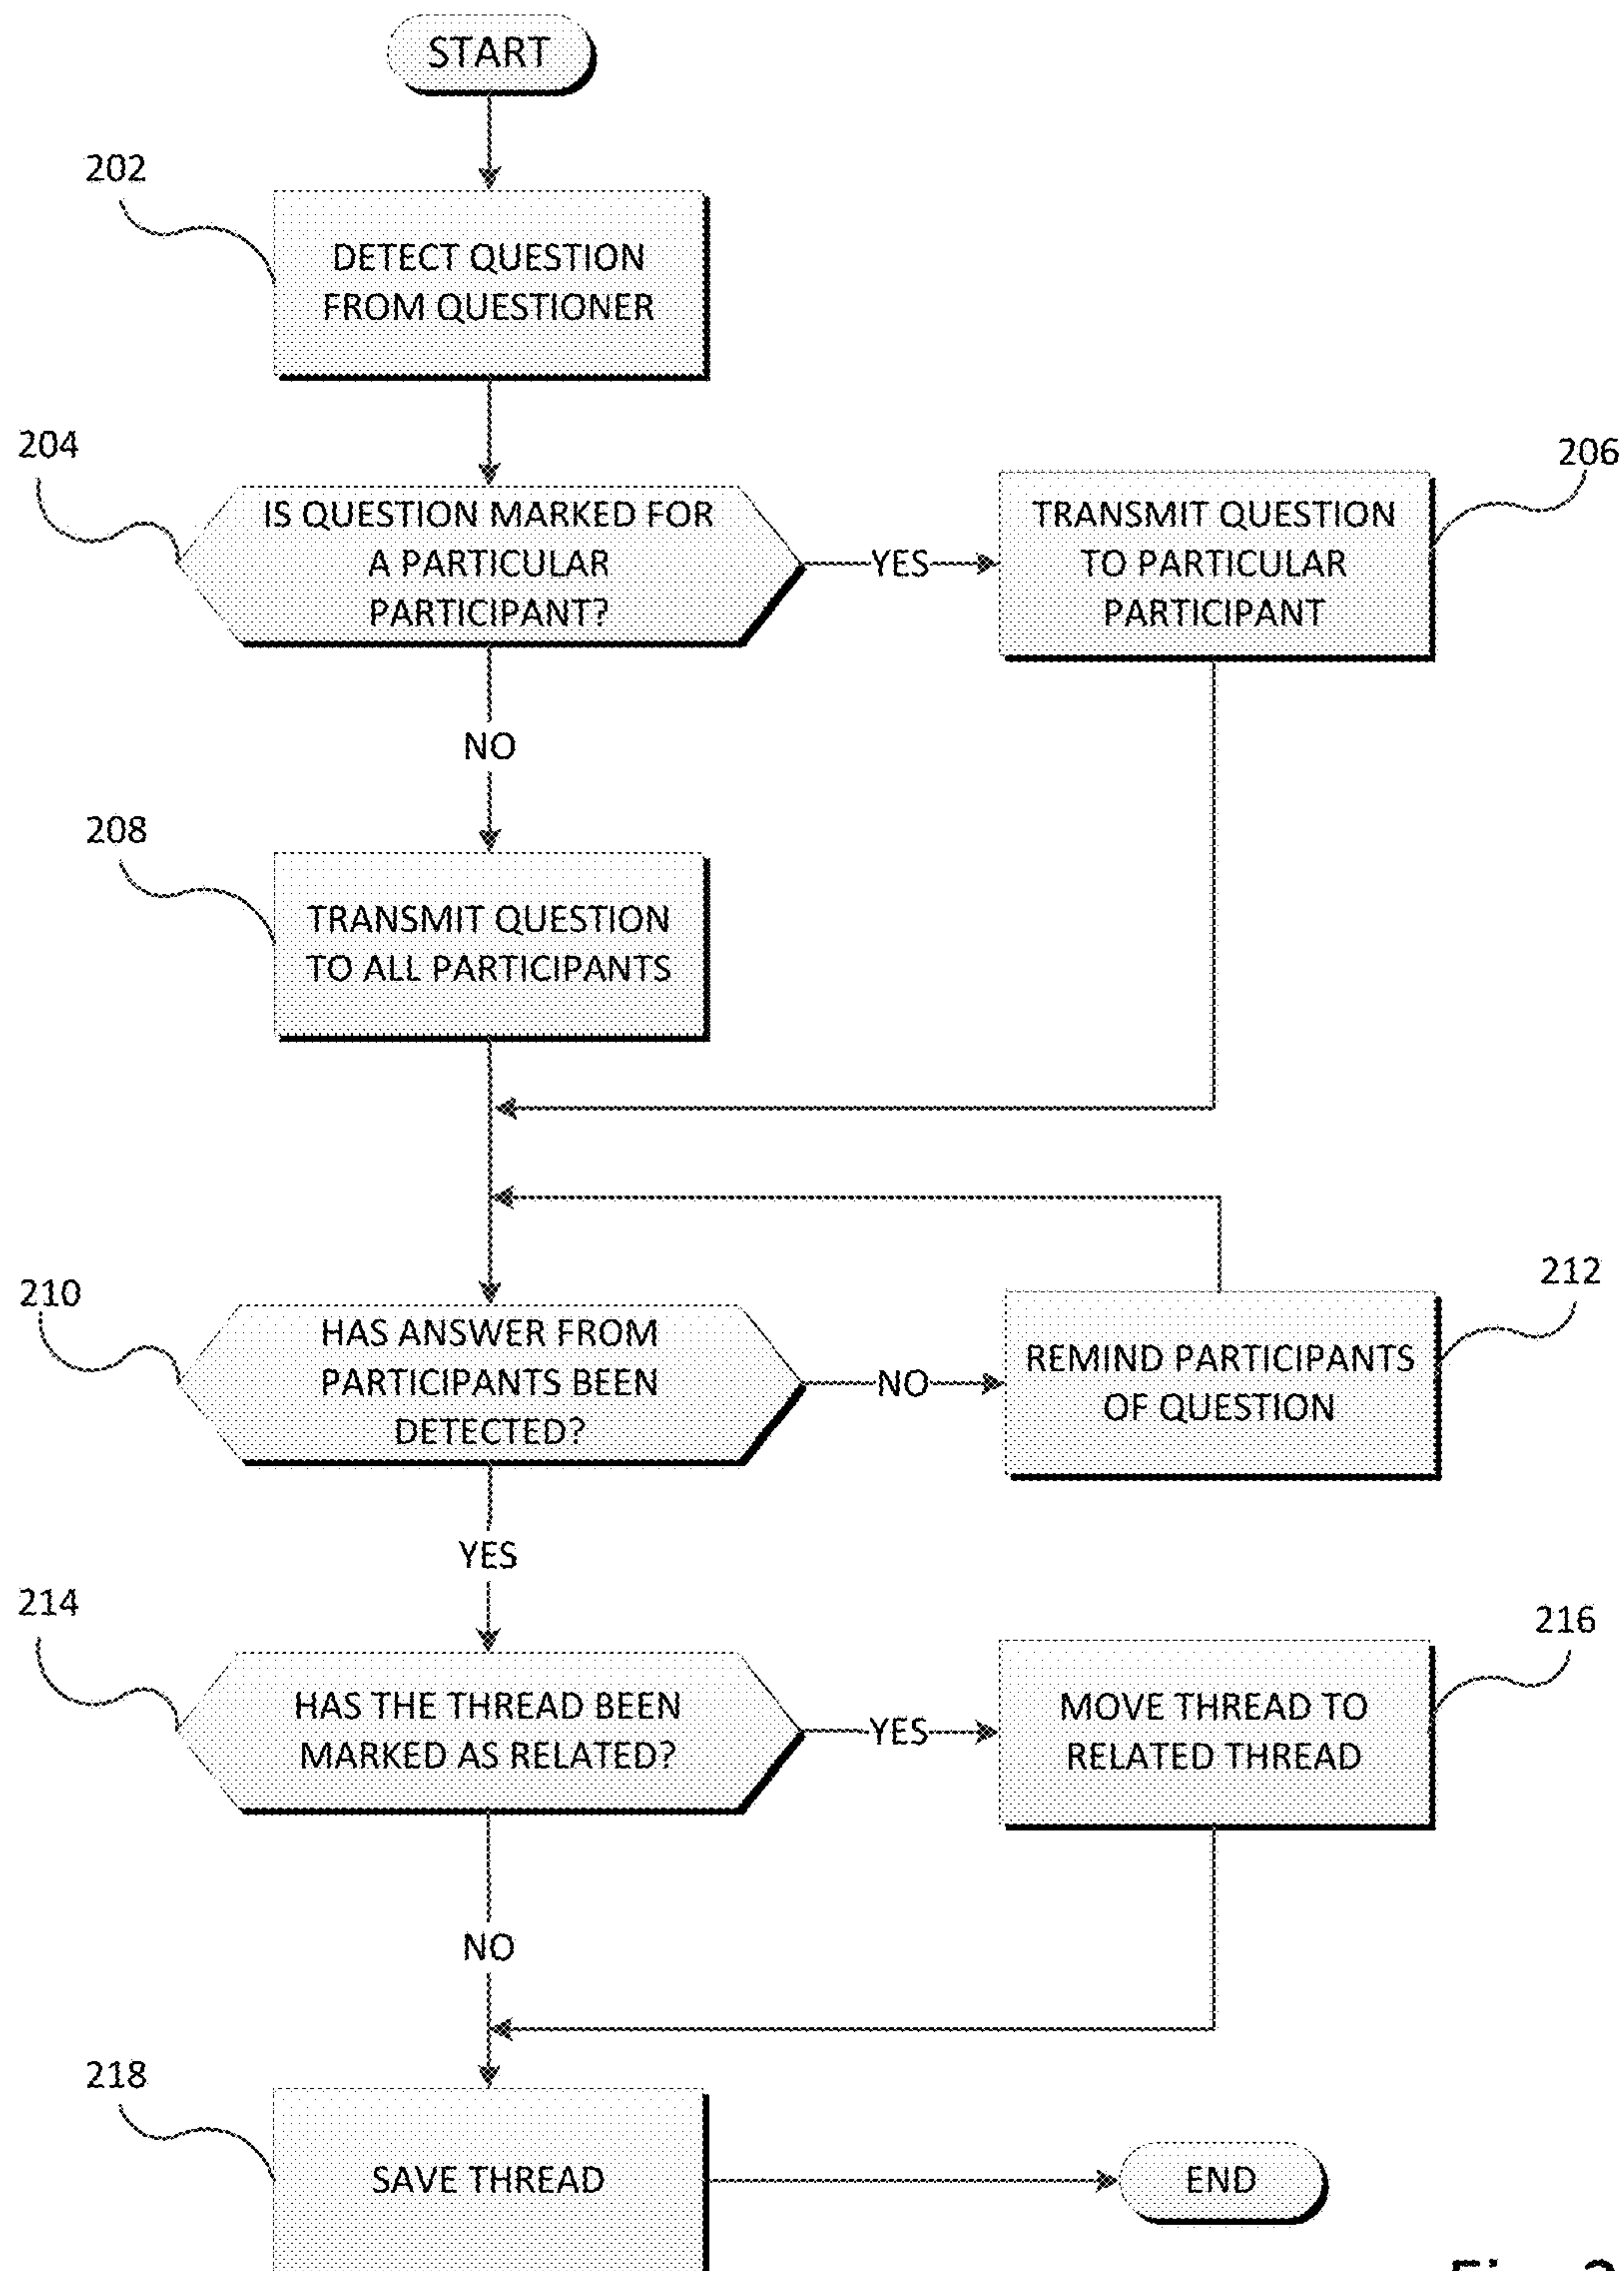 START
202
DETECT QUESTION
FROM QUESTIONER
204
IS QUESTION MARKED FOR
A PARTICULAR
PARTICIPANT?
YES
206
TRANSMIT QUESTION
TO PARTICULAR
PARTICIPANT
NO
208
TRANSMIT QUESTION
TO ALL PARTICIPANTS
210
HAS ANSWER FROM
PARTICIPANTS BEEN
DETECTED?
NO
212
REMIND PARTICIPANTS
OF QUESTION
YES
214
HAS THE THREAD BEEN
MARKED AS RELATED?
YES
216
MOVE THREAD TO
RELATED THREAD
NO
218
SAVE THREAD
END